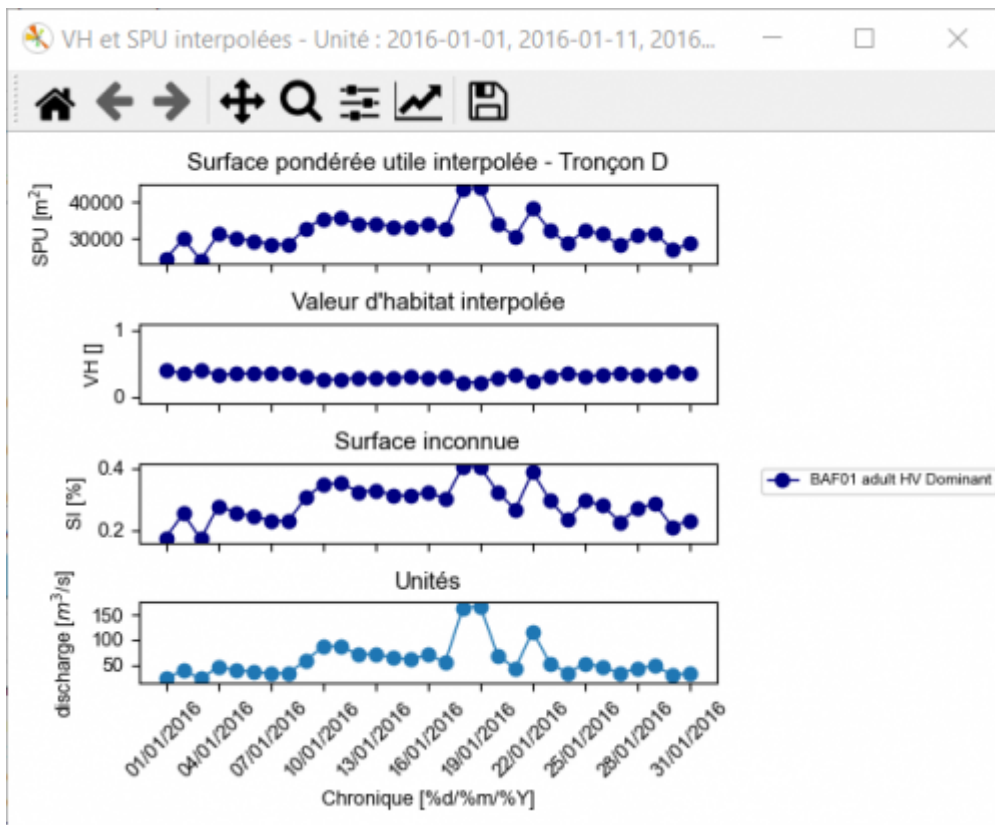 VH et SPU interpolées - Unité : 2016-01-01, 2016-01-11, 2016...
Surface pondérée utile interpolée - Tronçon D
SPU [m²]
40000
30000
Valeur d'habitat interpolée
VH []
1
0
Surface inconnue
SI [%]
0.4
0.2
BAF01 adult HV Dominant
Unités
discharge [m³/s]
150
100
50
01/01/2016
04/01/2016
07/01/2016
10/01/2016
13/01/2016
16/01/2016
19/01/2016
22/01/2016
25/01/2016
28/01/2016
31/01/2016
Chronique [%d/%m/%Y]